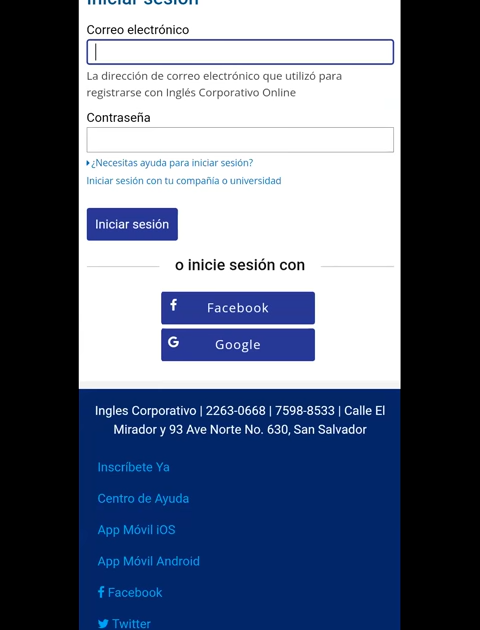 Iniciar sesión
Correo electrónico
La dirección de correo electrónico que utilizó para
registrarse con Inglés Corporativo Online
Contraseña
¿Necesitas ayuda para iniciar sesión?
Iniciar sesión con tu compañía o universidad
Iniciar sesión
o inicie sesión con
Facebook
Google
Ingles Corporativo | 2263-0668 | 7598-8533 | Calle El
Mirador y 93 Ave Norte No. 630, San Salvador
Inscríbete Ya
Centro de Ayuda
App Móvil iOS
App Móvil Android
Facebook
Twitter